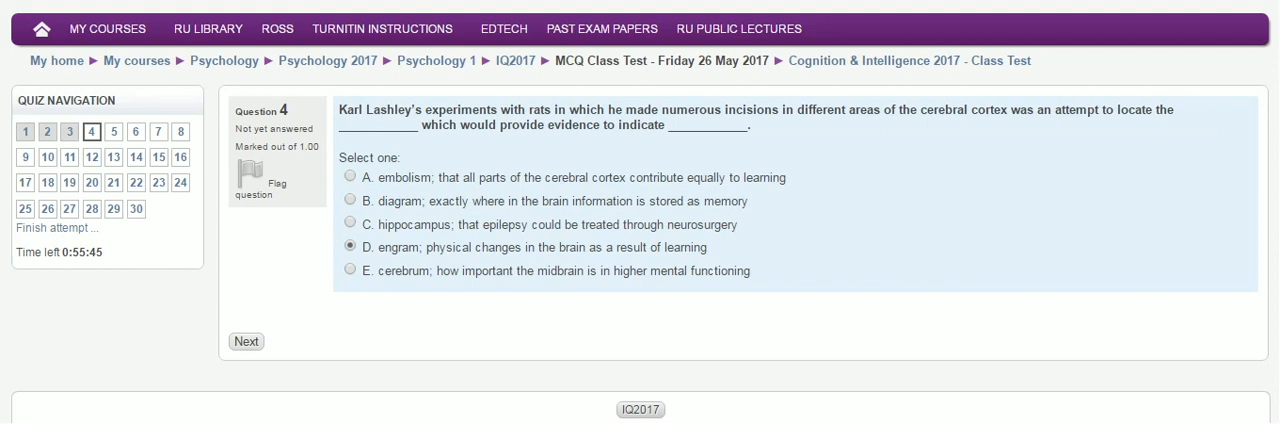 MY COURSES RU LIBRARY ROSS TURNITIN INSTRUCTIONS EDTECH PAST EXAM PAPERS RU PUBLIC LECTURES
My home ► My courses ► Psychology ► Psychology 2017 ► Psychology 1 ► IQ2017 ► MCQ Class Test - Friday 26 May 2017 ► Cognition & Intelligence 2017 - Class Test
QUIZ NAVIGATION
1 2 3 4 5 6 7 8
9 10 11 12 13 14 15 16
17 18 19 20 21 22 23 24
25 26 27 28 29 30
Finish attempt ...
Time left 0:55:45
Question 4
Not yet answered
Marked out of 1.00
Flag
question
Karl Lashley's experiments with rats in which he made numerous incisions in different areas of the cerebral cortex was an attempt to locate the
____________ which would provide evidence to indicate ____________.
Select one:
A. embolism; that all parts of the cerebral cortex contribute equally to learning
B. diagram; exactly where in the brain information is stored as memory
C. hippocampus; that epilepsy could be treated through neurosurgery
D. engram; physical changes in the brain as a result of learning
E. cerebrum; how important the midbrain is in higher mental functioning
Next
IQ2017